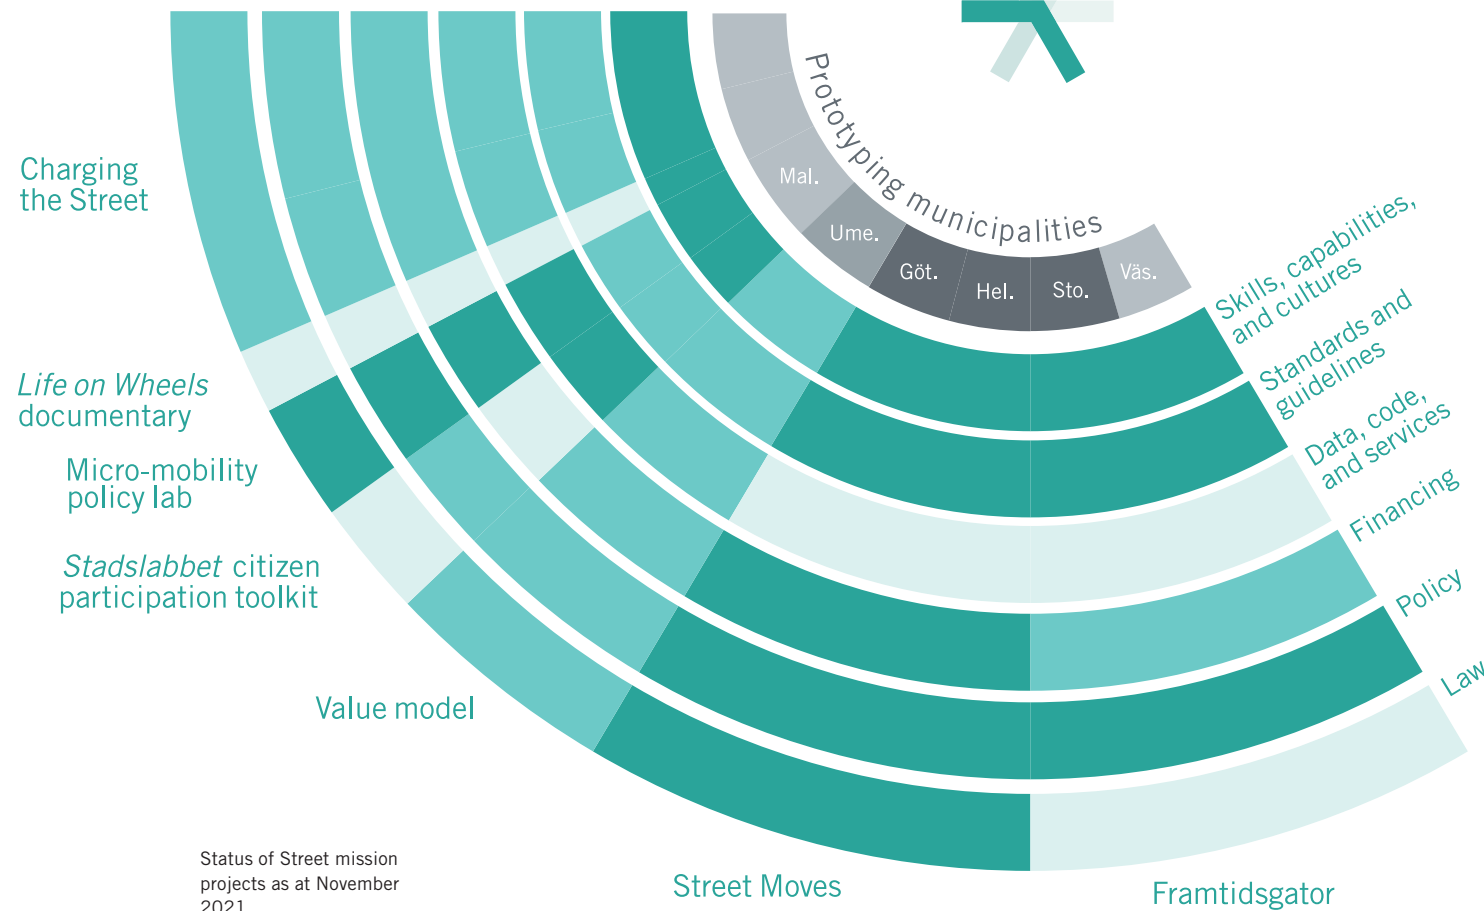 Prototyping municipalities
Mal.
Ume.
Göt.
Hel.
Sto.
Väs.
Charging
the Street
Life on Wheels
documentary
Micro-mobility
policy lab
Stadslabbet citizen
participation toolkit
Value model
Street Moves
Framtidsgator
Skills, capabilities,
and cultures
Standards and
guidelines
Data, code,
and services
Financing
Policy
Law
Status of Street mission
projects as at November
2021